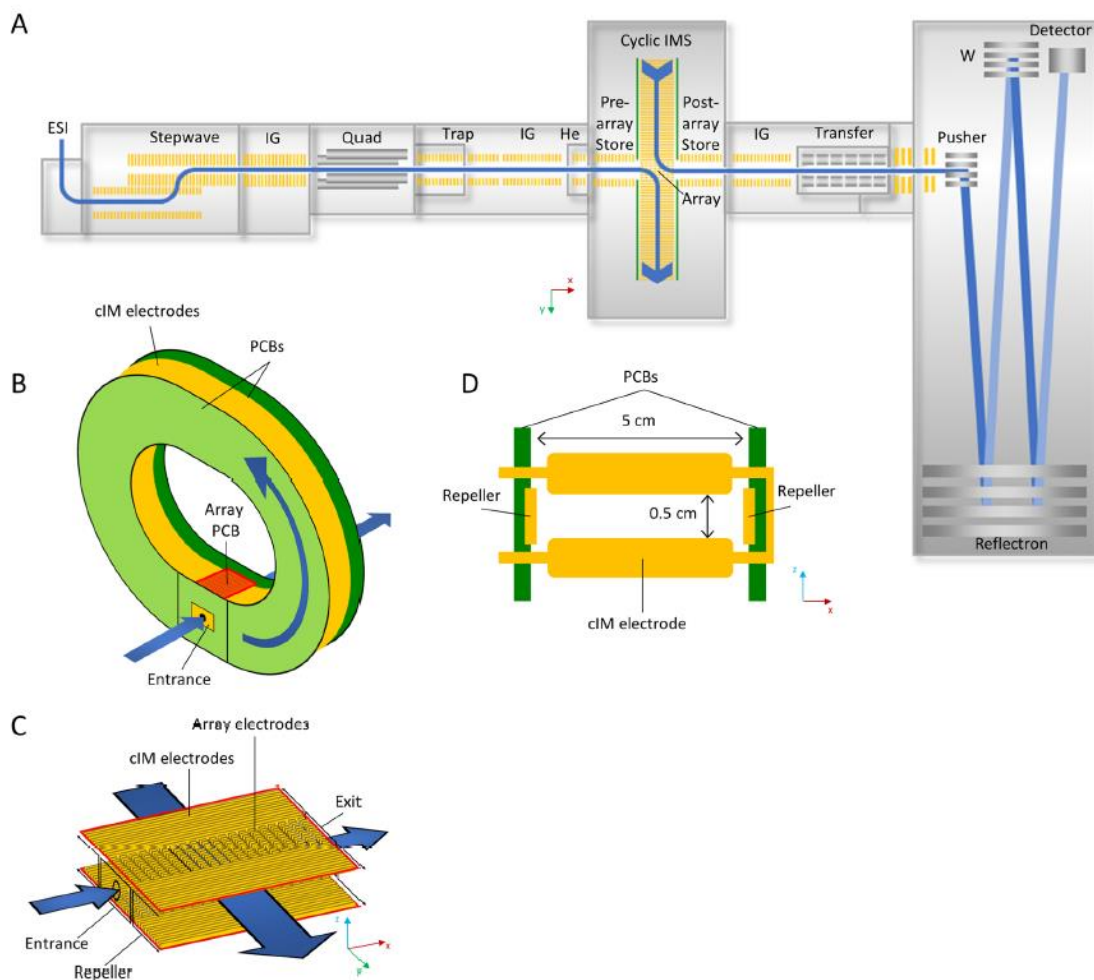 A
Cyclic IMS
Detector
W
ESI
Stepwave
IG
Quad
Trap
IG
He
Pre-
array
Store
Post-
array
Store
IG
Transfer
Pusher
Array
x
y
Reflectron
B
cIM electrodes
PCBs
Array
PCB
Entrance
D
PCBs
5 cm
Repeller
Repeller
0.5 cm
cIM electrode
z
x
C
Array electrodes
cIM electrodes
Exit
Entrance
Repeller
z
x
y